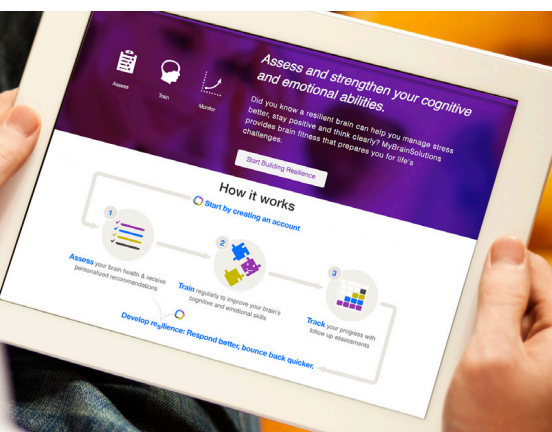 Assess and strengthen your cognitive
and emotional abilities.
Assess
Train
Monitor
Did you know a resilient brain can help you manage stress
better, stay positive and think clearly? MyBrainSolutions
provides brain fitness that prepares you for life's
challenges.
Start Building Resilience
How it works
Start by creating an account
1
Assess your brain health & receive
personalized recommendations
2
Train regularly to improve your brain's
cognitive and emotional skills
3
Track your progress with
follow up assessments
Develop resilience: Respond better, bounce back quicker.